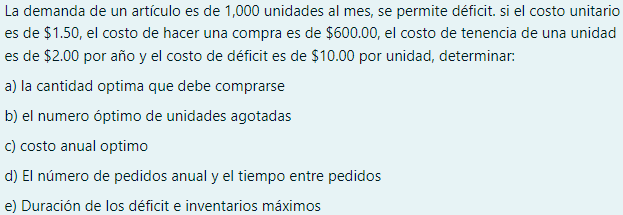 La demanda de un artículo es de 1,000 unidades al mes, se permite déficit. si el costo unitario
es de $1.50, el costo de hacer una compra es de $600.00, el costo de tenencia de una unidad
es de $2.00 por año y el costo de déficit es de $10.00 por unidad, determinar:
a) la cantidad optima que debe comprarse
b) el numero óptimo de unidades agotadas
c) costo anual optimo
d) El número de pedidos anual y el tiempo entre pedidos
e) Duración de los déficit e inventarios máximos